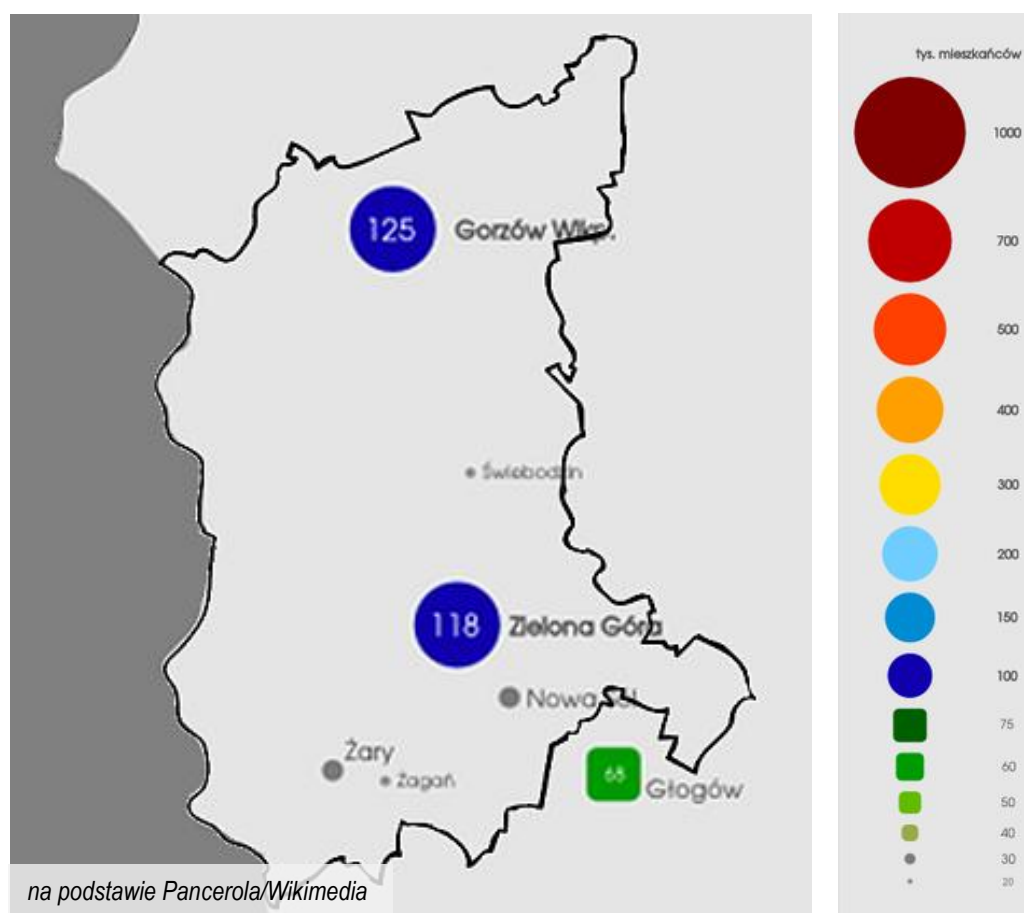 125
Gorzów Wlkp.
Świebodzin
118
Zielona Góra
Nowa Sól
Żary
Żagań
68
Głogów
na podstawie Pancerola/Wikimedia
tys. mieszkańców
1000
700
500
400
300
200
150
100
75
60
50
40
30
20